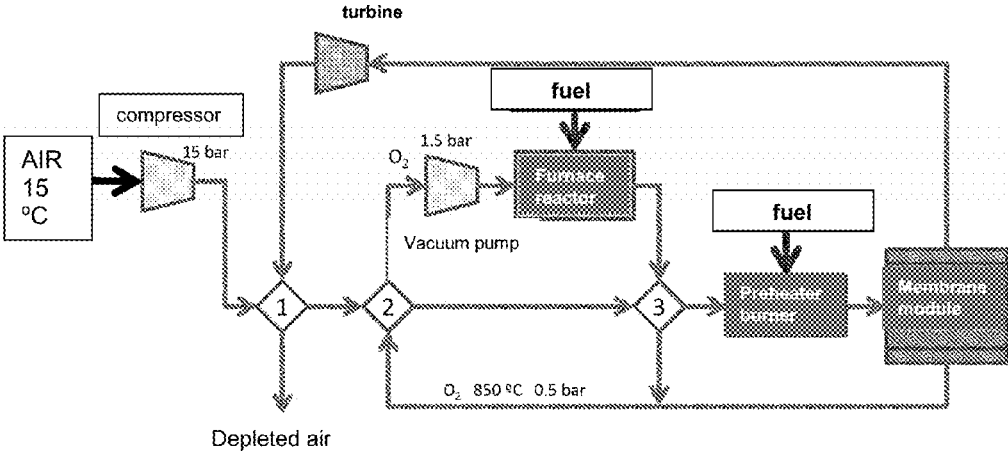 turbine
fuel
compressor
15 bar
1.5 bar
O₂
AIR
15
ºC
Furnace
reactor
fuel
Vacuum pump
1
2
3
Preheater
burner
Membrane
module
O₂ 850 ºC 0.5 bar
Depleted air